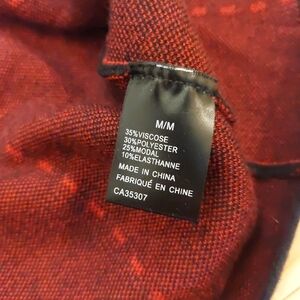 M/M
35%VISCOSE
30%POLYESTER
25%MODAL
10%ELASTHANNE
MADE IN CHINA
FABRIQUÉ EN CHINE
CA35307